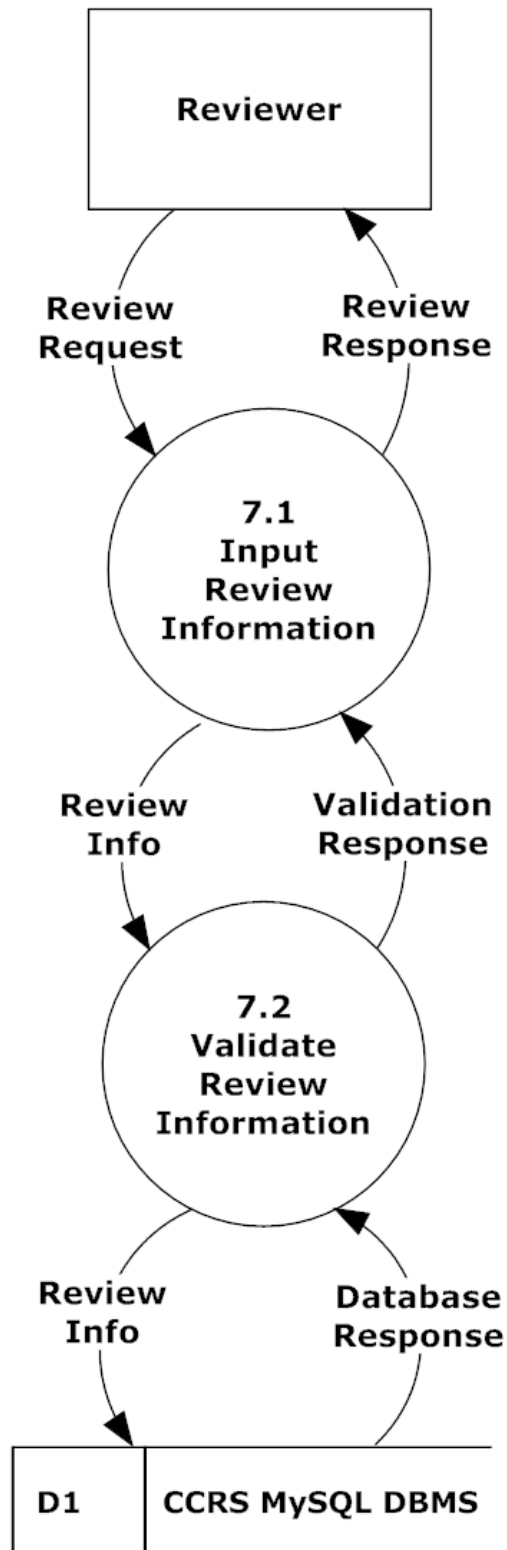 Reviewer
Review
Request
Review
Response
7.1
Input
Review
Information
Review
Info
Validation
Response
7.2
Validate
Review
Information
Review
Info
Database
Response
D1
CCRS MySQL DBMS